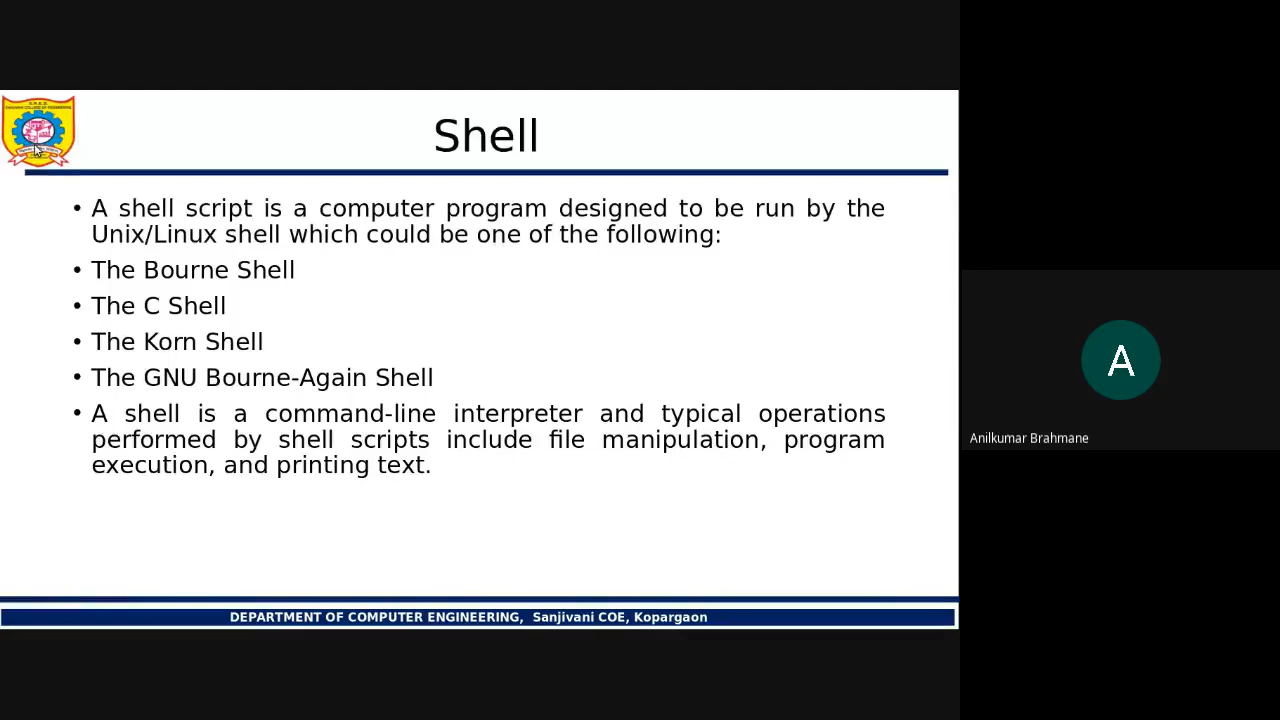 Shell
• A shell script is a computer program designed to be run by the
Unix/Linux shell which could be one of the following:
• The Bourne Shell
• The C Shell
• The Korn Shell
• The GNU Bourne-Again Shell
• A shell is a command-line interpreter and typical operations
performed by shell scripts include file manipulation, program
execution, and printing text.
DEPARTMENT OF COMPUTER ENGINEERING, Sanjivani COE, Kopargaon
A
Anilkumar Brahmane